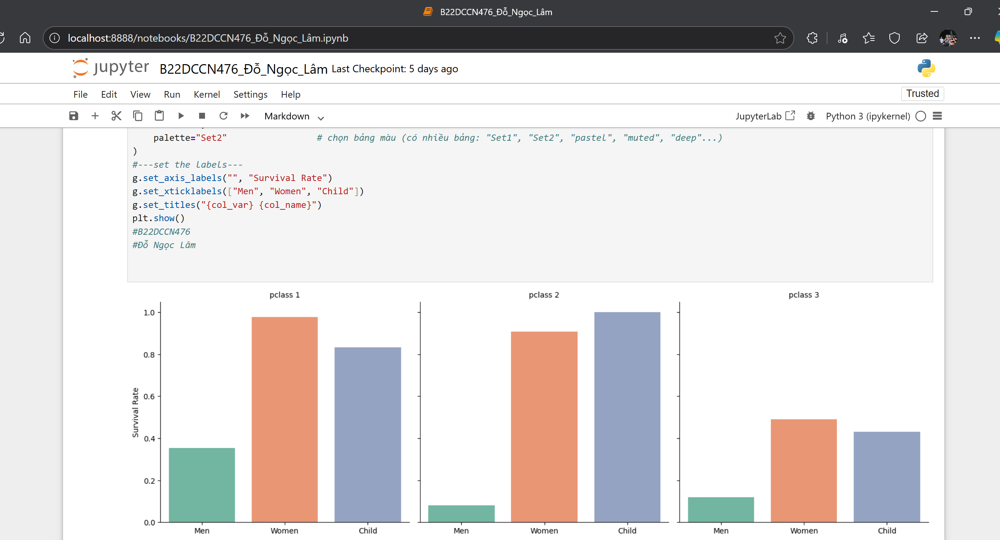 B22DCCN476_Đỗ_Ngọc_Lâm
localhost:8888/notebooks/B22DCCN476_Đỗ_Ngọc_Lâm.ipynb
jupyter B22DCCN476_Đỗ_Ngọc_Lâm Last Checkpoint: 5 days ago
File Edit View Run Kernel Settings Help Trusted
Markdown JupyterLab Python 3 (ipykernel)
palette="Set2" # chọn bảng màu (có nhiều bảng: "Set1", "Set2", "pastel", "muted", "deep"...)
)
#---set the labels---
g.set_axis_labels("", "Survival Rate")
g.set_xticklabels(["Men", "Women", "Child"])
g.set_titles("{col_var} {col_name}")
plt.show()
#B22DCCN476
#Đỗ Ngọc Lâm
pclass 1 pclass 2 pclass 3
1.0
0.8
0.6
0.4
0.2
0.0
Survival Rate
Men Women Child Men Women Child Men Women Child